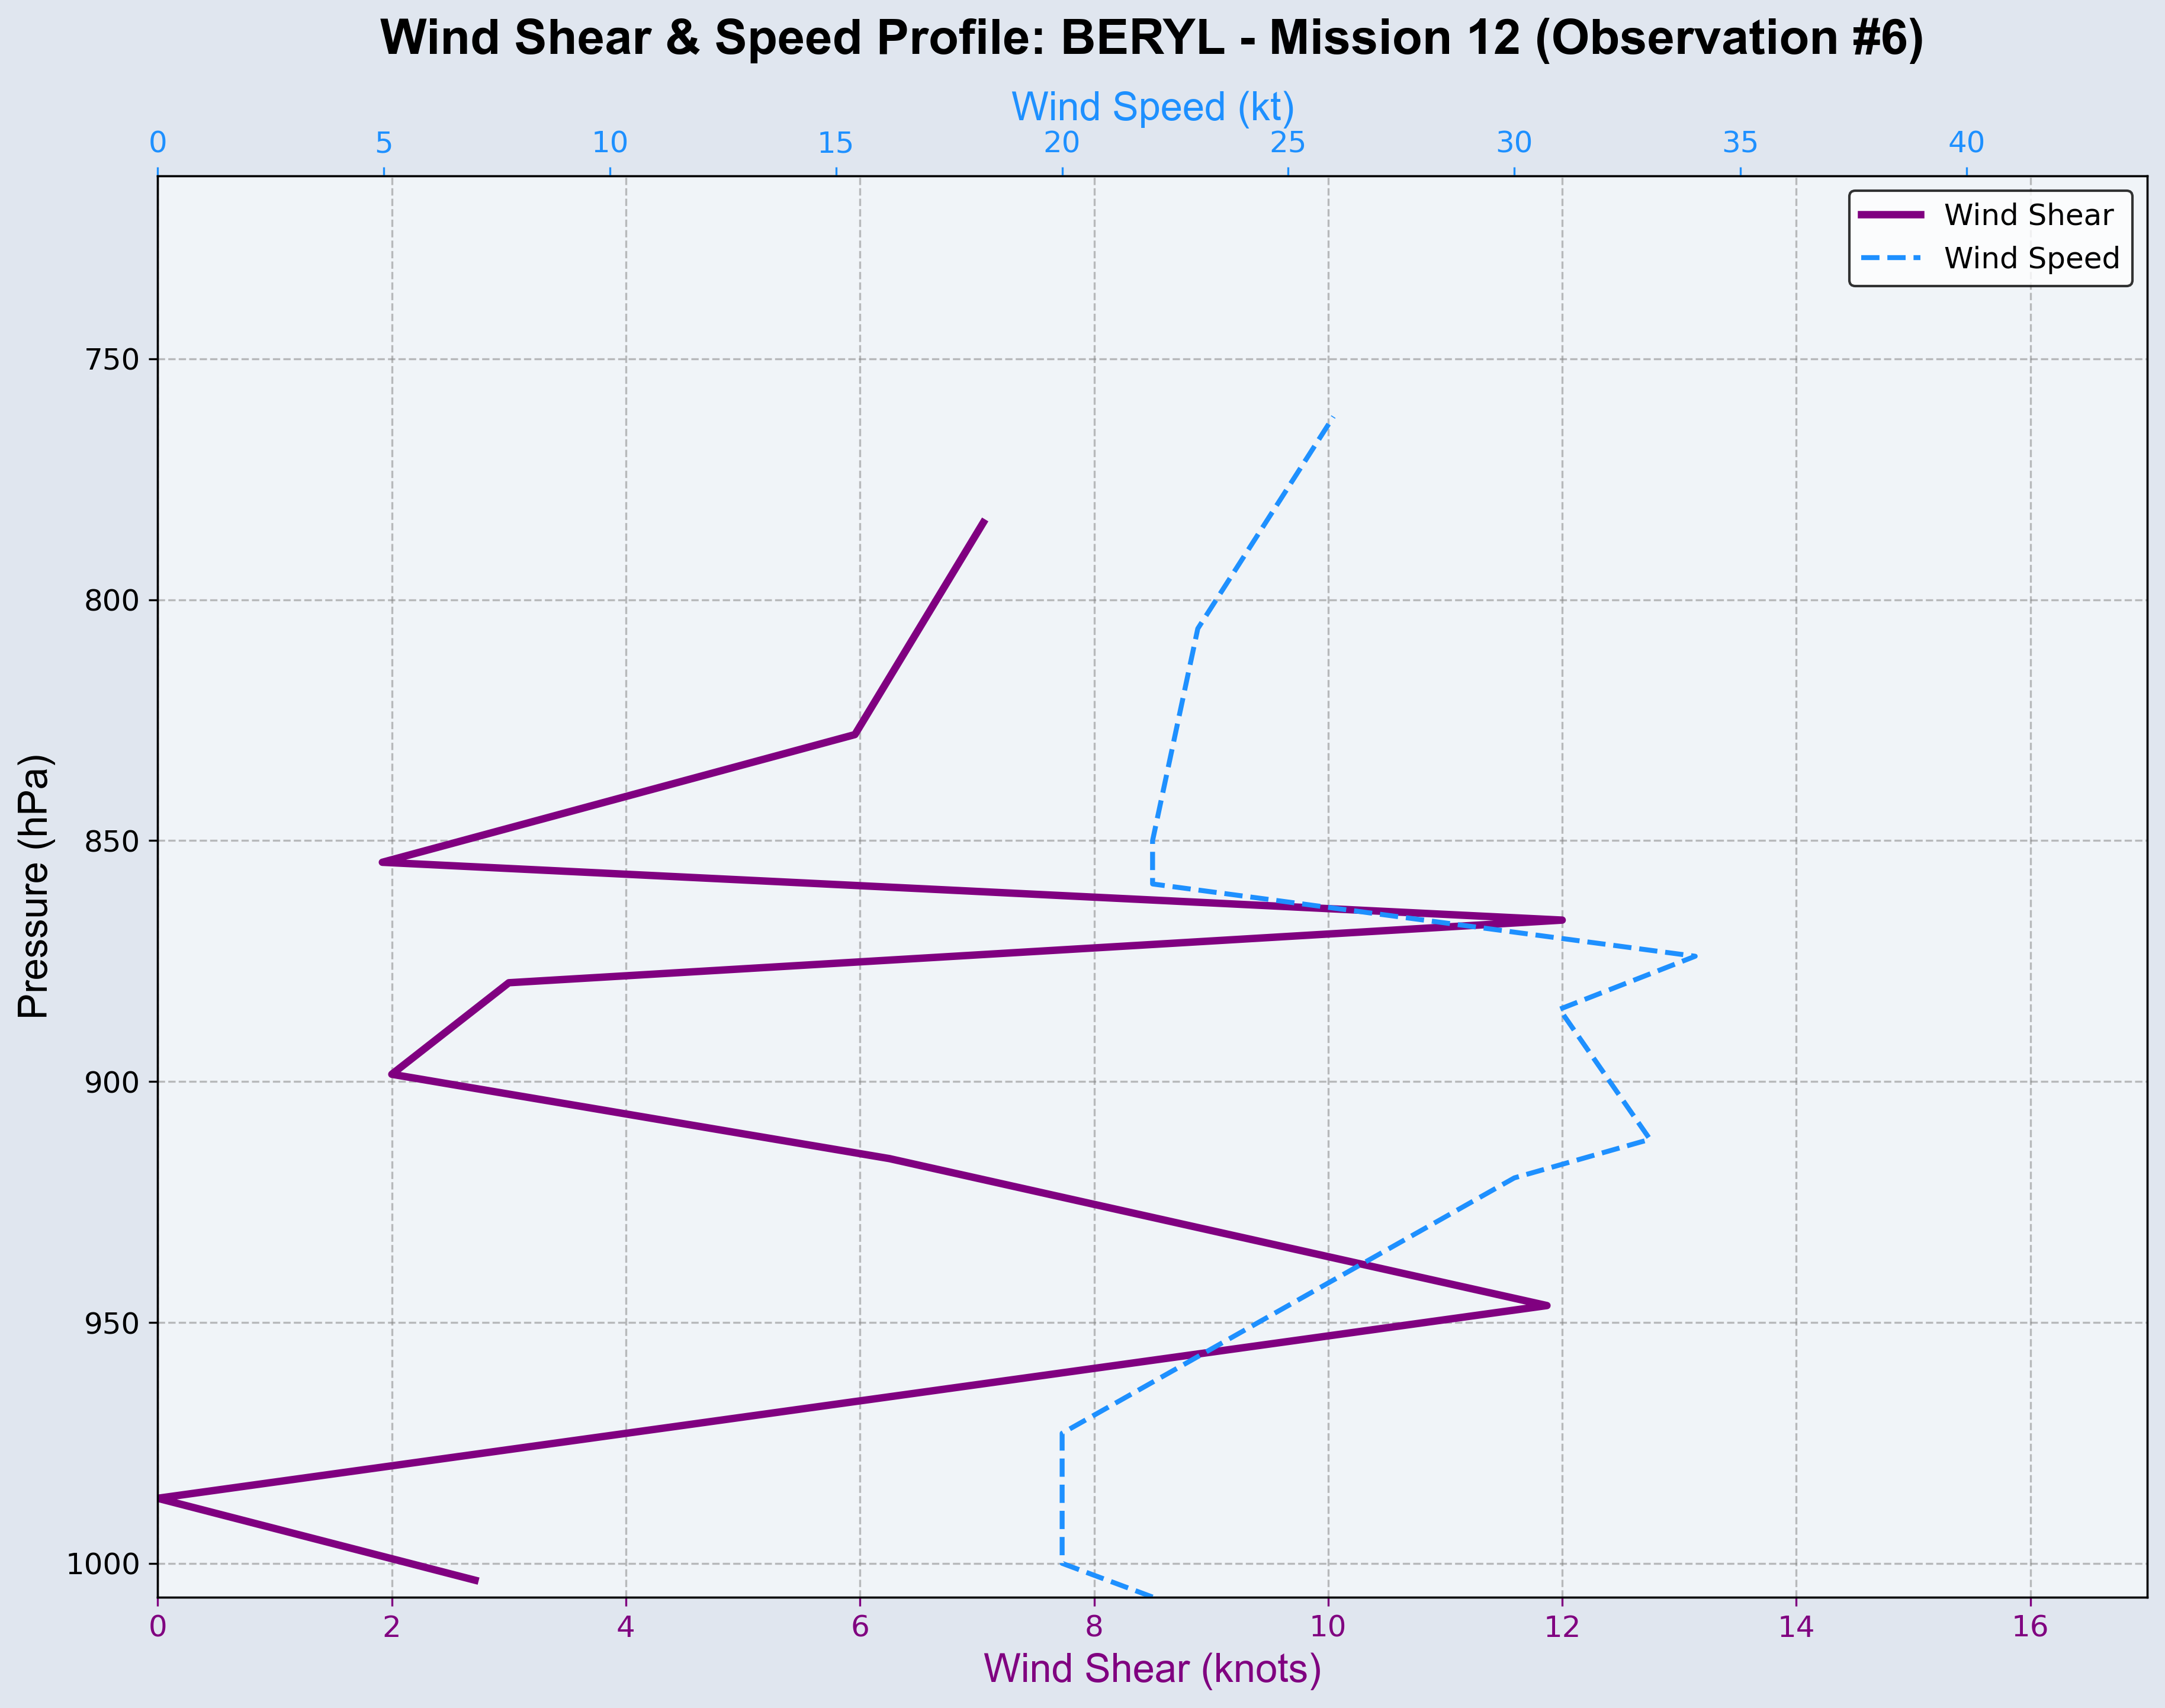 Wind Shear & Speed Profile: BERYL - Mission 12 (Observation #6)
Wind Speed (kt)
0 5 10 15 20 25 30 35 40
Wind Shear
Wind Speed
750
800
850
900
950
1000
Pressure (hPa)
0 2 4 6 8 10 12 14 16
Wind Shear (knots)